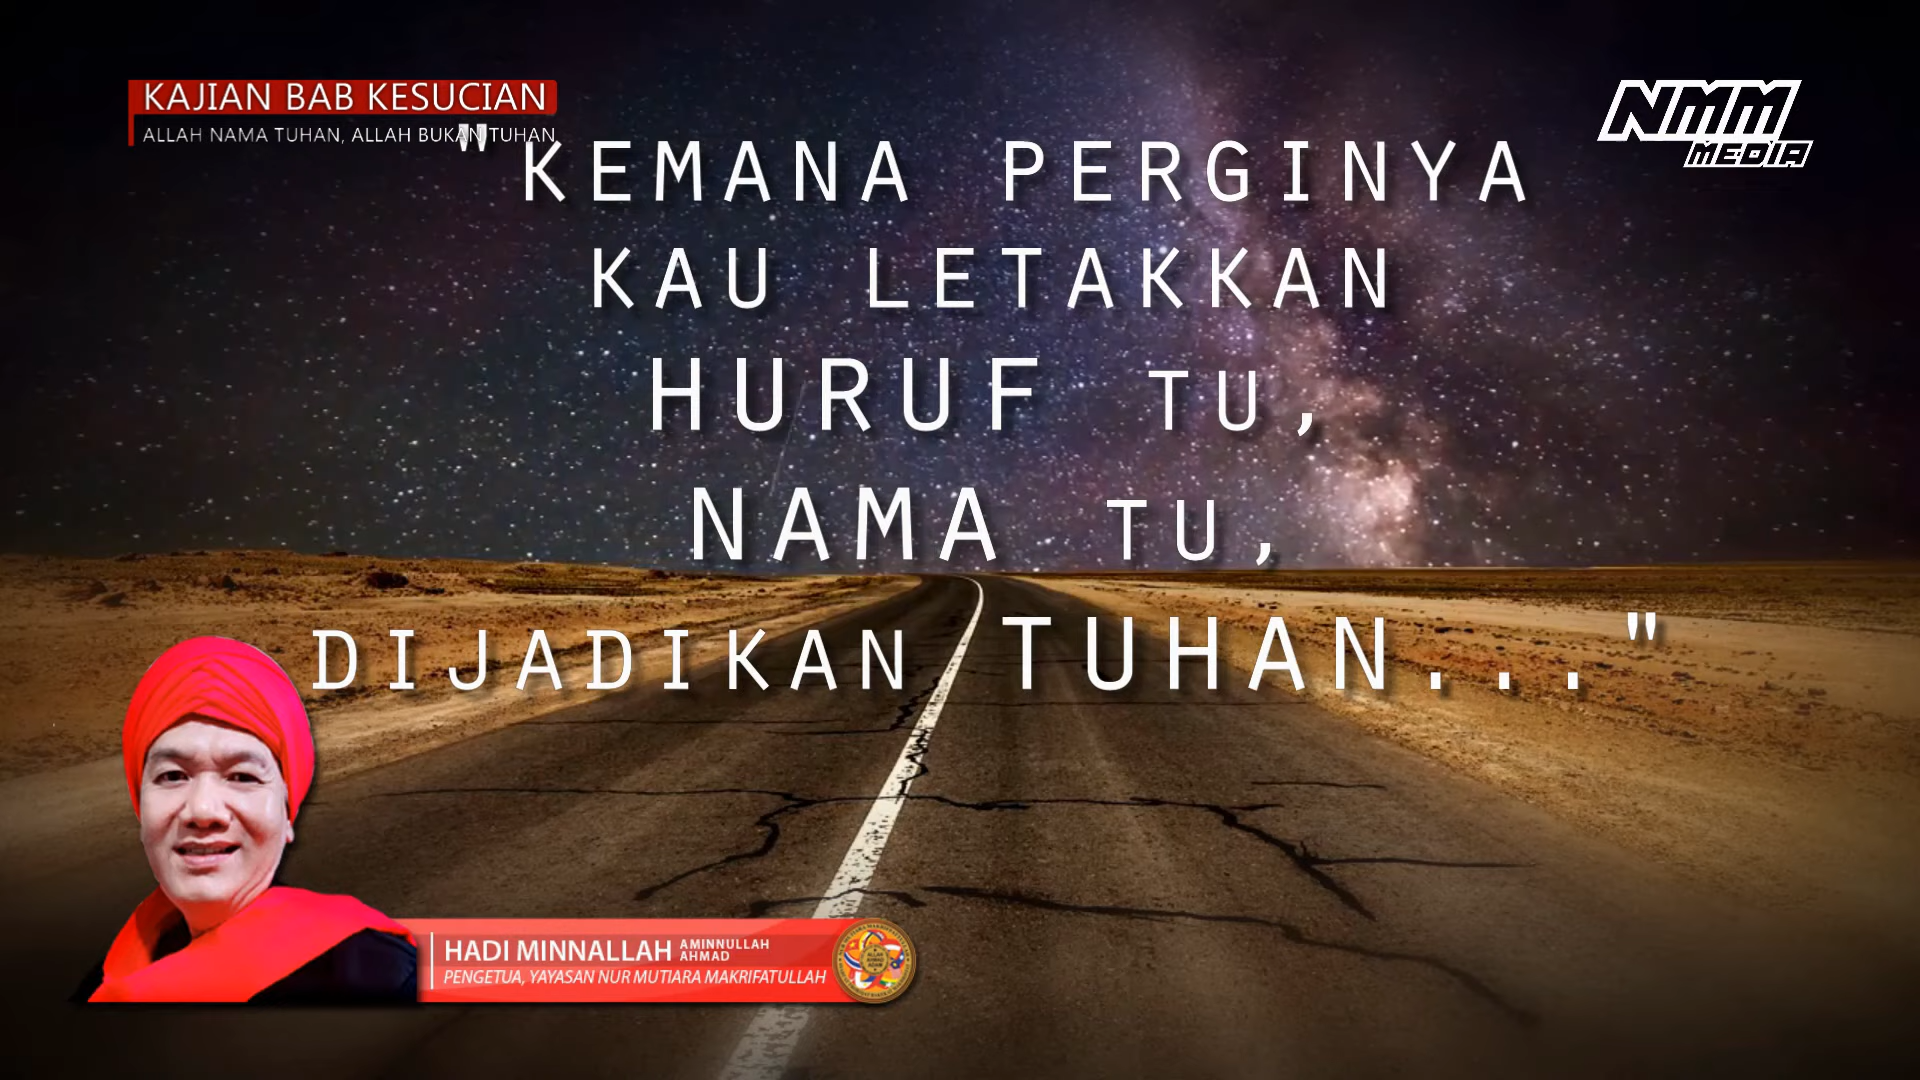 KAJIAN BAB KESUCIAN
ALLAH NAMA TUHAN, ALLAH BUKAN TUHAN
NMM
MEDIA
"KEMANA PERGINYA
KAU LETAKKAN
HURUF TU,
NAMA TU,
DIJADIKAN TUHAN..."
HADI MINNALLAH AMINNULLAH
AHMAD
PENGETUA, YAYASAN NUR MUTIARA MAKRIFATULLAH